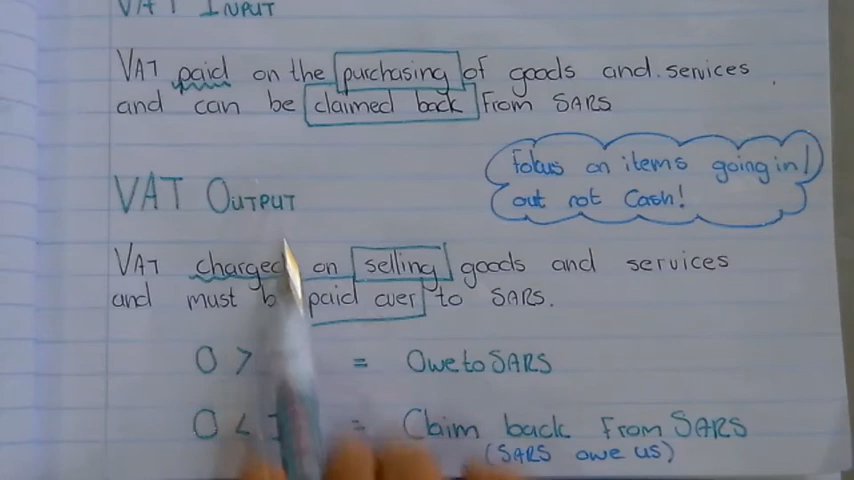 VAT INPUT
VAT paid on the purchasing of goods and services
and can be claimed back from SARS
fokus on items going in/
out not cash!
VAT OUTPUT
VAT charged on selling goods and services
and must b paid over to SARS.
O > = Owe to SARS
O < I = Claim back from SARS
(SARS owe us)